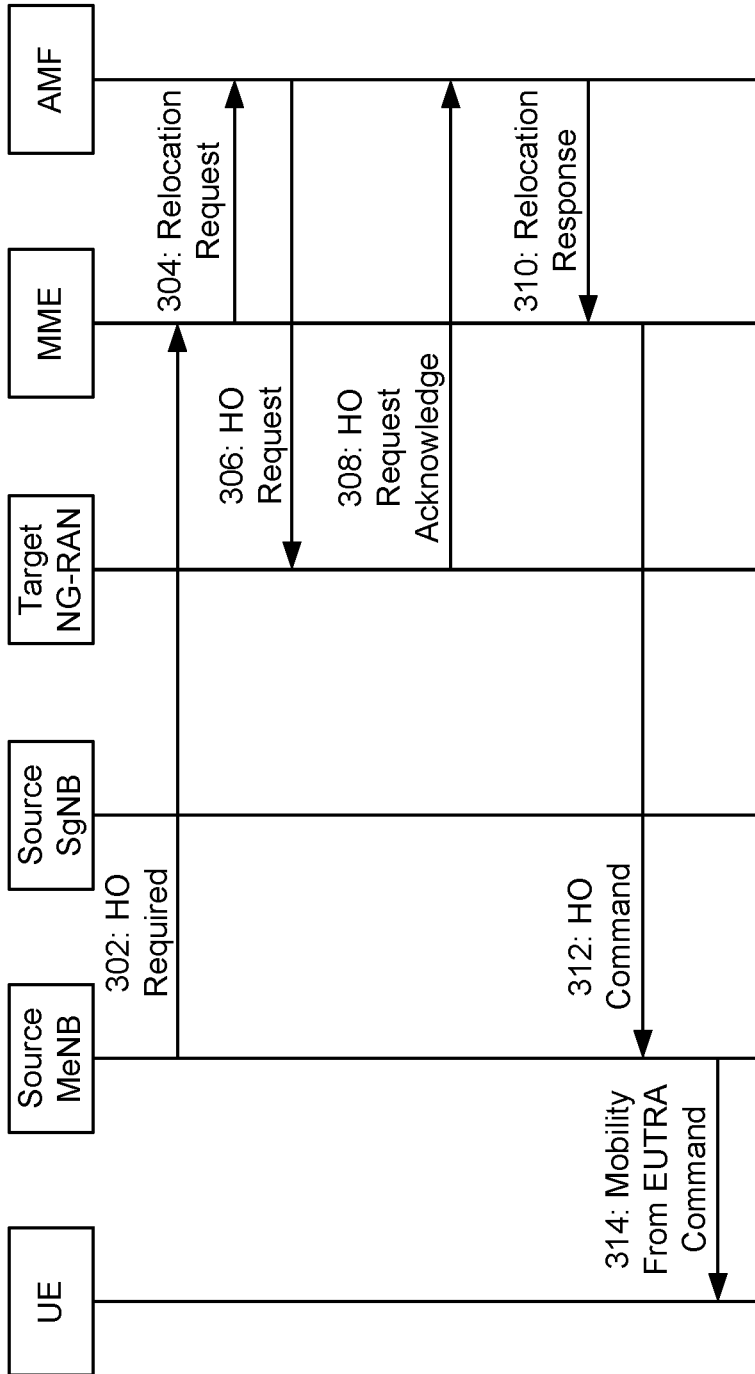 UE
Source
MeNB
Source
SgNB
Target
NG-RAN
MME
AMF
302: HO
Required
304: Relocation
Request
306: HO
Request
308: HO
Request
Acknowledge
310: Relocation
Response
312: HO
Command
314: Mobility
From EUTRA
Command